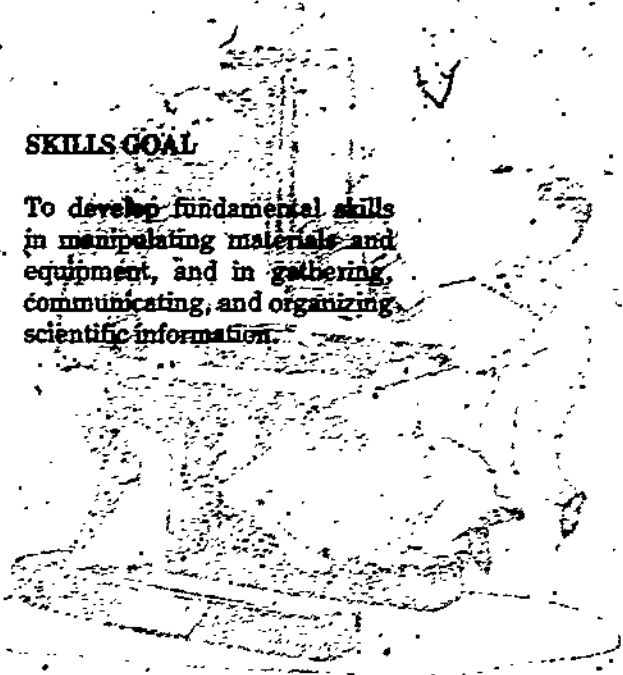 SKILLS GOAL
To develop fundamental skills
in manipulating materials and
equipment, and in gathering,
communicating, and organizing
scientific information.